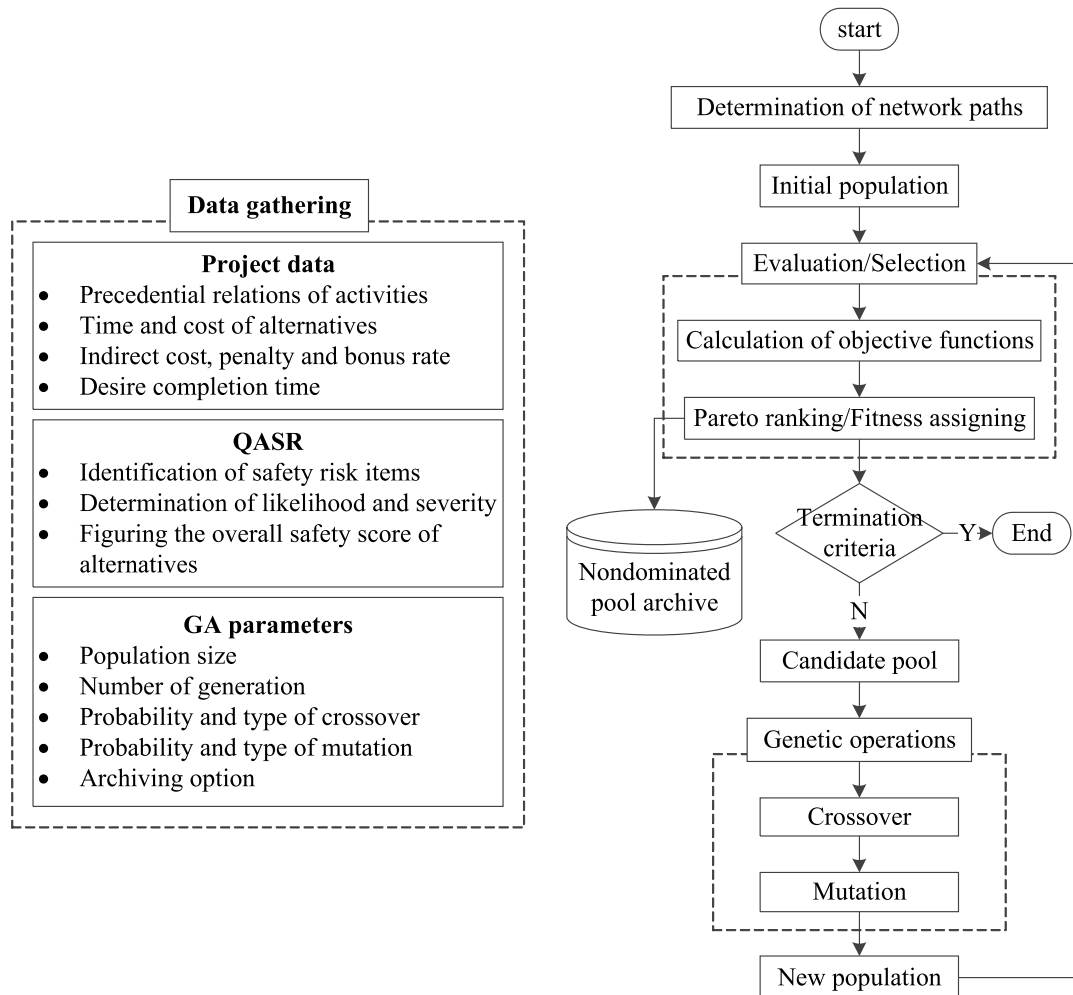 Data gathering
Project data
• Precedential relations of activities
• Time and cost of alternatives
• Indirect cost, penalty and bonus rate
• Desire completion time
QASR
• Identification of safety risk items
• Determination of likelihood and severity
• Figuring the overall safety score of
alternatives
GA parameters
• Population size
• Number of generation
• Probability and type of crossover
• Probability and type of mutation
• Archiving option
start
Determination of network paths
Initial population
Evaluation/Selection
Calculation of objective functions
Pareto ranking/Fitness assigning
Nondominated
pool archive
Termination
criteria
Y
End
N
Candidate pool
Genetic operations
Crossover
Mutation
New population